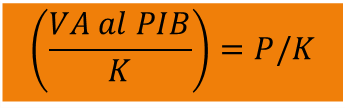 (VA al PIB / K) = P/K